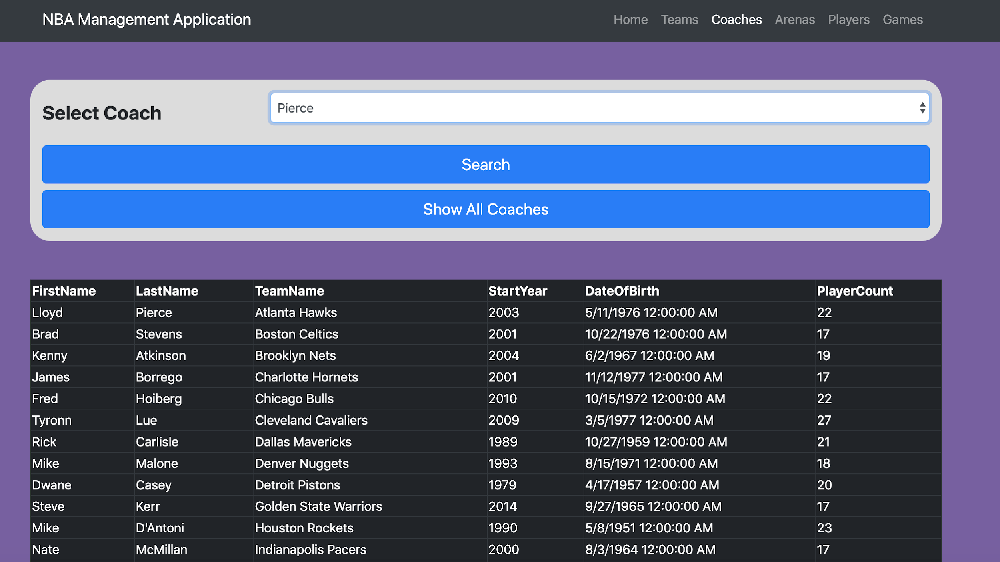 NBA Management Application Home Teams Coaches Arenas Players Games
Select Coach Pierce
Search
Show All Coaches
FirstName LastName TeamName StartYear DateOfBirth PlayerCount
Lloyd Pierce Atlanta Hawks 2003 5/11/1976 12:00:00 AM 22
Brad Stevens Boston Celtics 2001 10/22/1976 12:00:00 AM 17
Kenny Atkinson Brooklyn Nets 2004 6/2/1967 12:00:00 AM 19
James Borrego Charlotte Hornets 2001 11/12/1977 12:00:00 AM 17
Fred Hoiberg Chicago Bulls 2010 10/15/1972 12:00:00 AM 22
Tyronn Lue Cleveland Cavaliers 2009 3/5/1977 12:00:00 AM 27
Rick Carlisle Dallas Mavericks 1989 10/27/1959 12:00:00 AM 21
Mike Malone Denver Nuggets 1993 8/15/1971 12:00:00 AM 18
Dwane Casey Detroit Pistons 1979 4/17/1957 12:00:00 AM 20
Steve Kerr Golden State Warriors 2014 9/27/1965 12:00:00 AM 17
Mike D'Antoni Houston Rockets 1990 5/8/1951 12:00:00 AM 23
Nate McMillan Indianapolis Pacers 2000 8/3/1964 12:00:00 AM 17